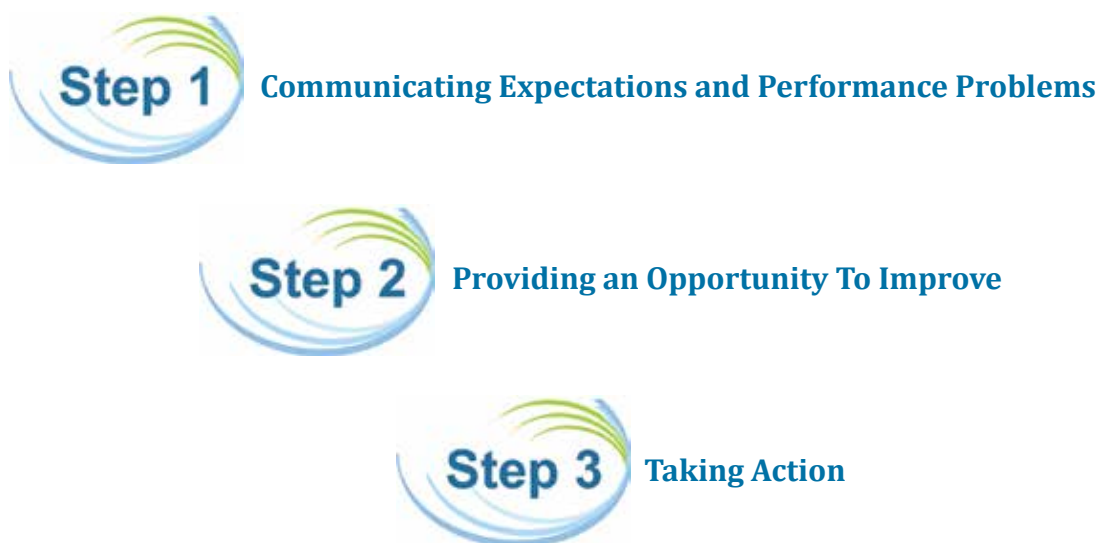 Step 1 Communicating Expectations and Performance Problems
Step 2 Providing an Opportunity To Improve
Step 3 Taking Action